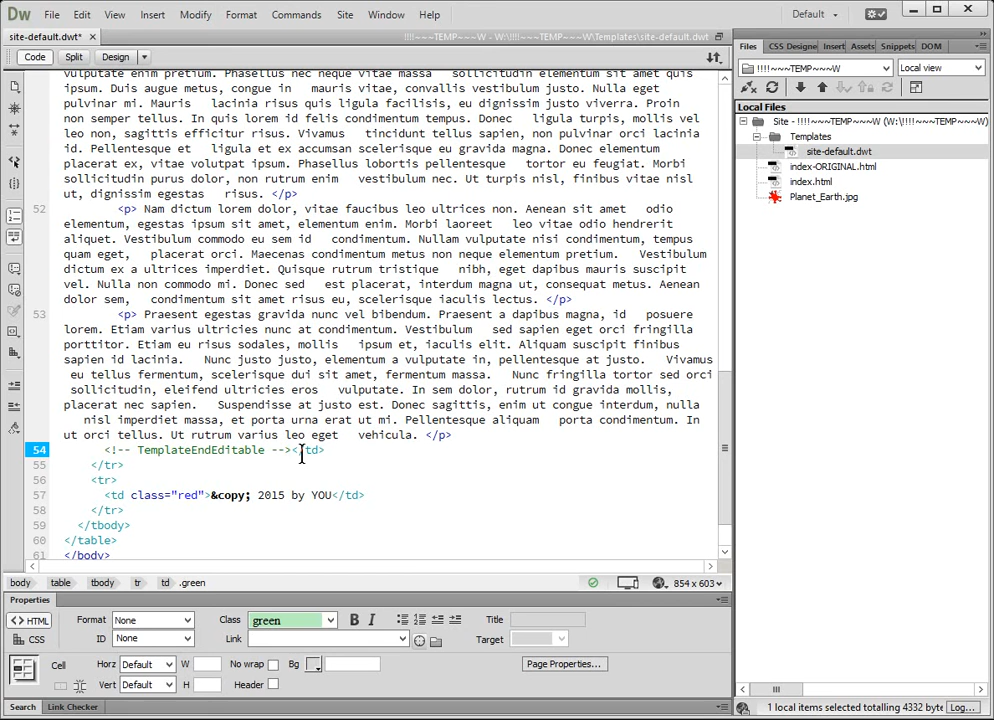 Dw File Edit View Insert Modify Format Commands Site Window Help Default
site-default.dwt* × !!!!~~~TEMP~~~W - W:\!!!!~~~TEMP~~~W\Templates\site-default.dwt
Code Split Design
Files CSS Designe Insert Assets Snippets DOM
!!!!~~~TEMP~~~W Local view
Local Files
Site - !!!!~~~TEMP~~~W (W:\!!!!~~~TEMP~~~W)
Templates
site-default.dwt
index-ORIGINAL.html
index.html
Planet_Earth.jpg
vulputate enim pretium. Phasellus nec neque vitae massa sollicitudin elementum sit amet quis
ipsum. Duis augue metus, congue in mauris vitae, convallis vestibulum justo. Nulla eget
pulvinar mi. Mauris lacinia risus quis ligula facilisis, eu dignissim justo viverra. Proin
non semper tellus. In quis lorem id felis condimentum tempus. Donec ligula turpis, mollis
leo non, sagittis efficitur risus. Vivamus tincidunt tellus sapien, non pulvinar orci lacinia
id. Pellentesque et ligula et ex accumsan scelerisque eu gravida magna. Donec elementum
placerat ex, vitae volutpat ipsum. Phasellus lobortis pellentesque tortor eu feugiat. Morbi
sollicitudin purus dolor, non rutrum enim vestibulum nec. Ut turpis nisl, finibus vitae nisl
ut, dignissim egestas risus. </p>
52 <p> Nam dictum lorem dolor, vitae faucibus leo ultrices non. Aenean sit amet odio
elementum, egestas ipsum sit amet, elementum enim. Morbi laoreet leo vitae odio hendrerit
aliquet. Vestibulum commodo eu sem id condimentum. Nullam vulputate nisi condimentum, tempus
quam eget, placerat orci. Maecenas condimentum metus non neque elementum pretium. Vestibulum
dictum ex a ultrices imperdiet. Quisque rutrum tristique nibh, eget dapibus mauris suscipit
vel. Nulla non commodo mi. Donec sed est placerat, interdum magna ut, consequat metus. Aenean
dolor sem, condimentum sit amet risus eu, scelerisque iaculis lectus. </p>
53 <p> Praesent egestas gravida nunc vel bibendum. Praesent a dapibus magna, id posuere
lorem. Etiam varius ultricies nunc at condimentum. Vestibulum sed sapien eget orci fringilla
porttitor. Etiam eu risus sodales, mollis ipsum et, iaculis elit. Aliquam suscipit finibus
sapien id lacinia. Nunc justo justo, elementum a vulputate in, pellentesque at justo. Vivamus
eu tellus fermentum, scelerisque dui sit amet, fermentum massa. Nunc fringilla tortor sed orci
sollicitudin, eleifend ultricies eros vulputate. In sem dolor, rutrum id gravida mollis,
placerat nec sapien. Suspendisse at justo est. Donec sagittis, enim ut congue interdum, nulla
nisl imperdiet massa, et porta urna erat ut mi. Pellentesque aliquam porta condimentum. In
ut orci tellus. Ut rutrum varius leo eget vehicula. </p>
54 <!-- TemplateEndEditable --></td>
55 </tr>
56 <tr>
57 <td class="red">&copy; 2015 by YOU</td>
58 </tr>
59 </tbody>
60 </table>
61 </body>
body table tbody tr td .green 854 x 603
Properties
<> HTML Format None Class green B I Title
CSS ID None Link Target
Cell Horz Default W No wrap Bg Page Properties...
Vert Default H Header
Search Link Checker
1 local items selected totalling 4332 byte Log...